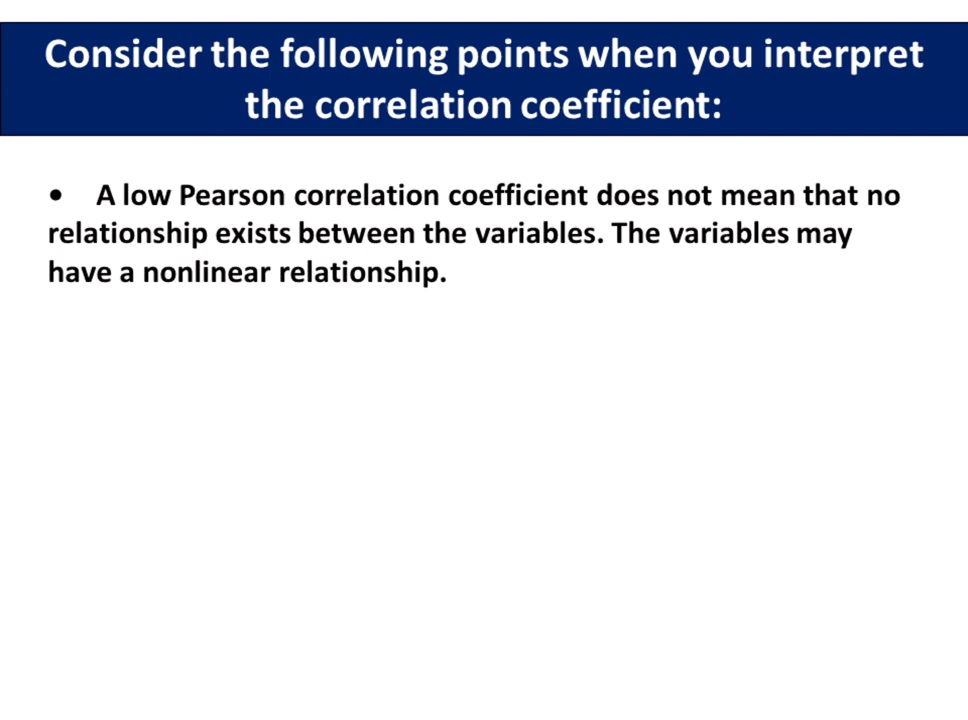 Consider the following points when you interpret
the correlation coefficient:
• A low Pearson correlation coefficient does not mean that no
relationship exists between the variables. The variables may
have a nonlinear relationship.